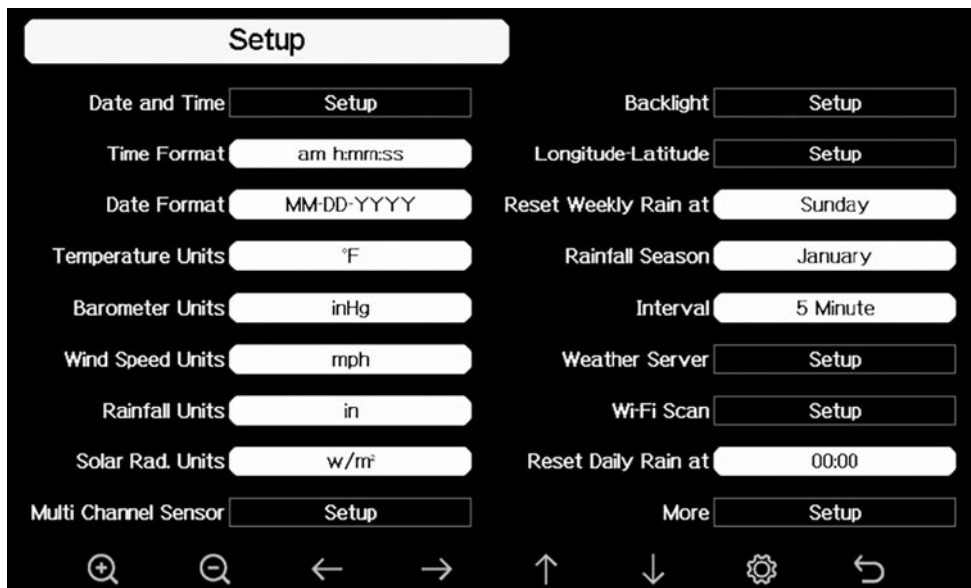 Setup
Date and Time Setup Backlight Setup
Time Format am h:mm:ss Longitude-Latitude Setup
Date Format MM-DD-YYYY Reset Weekly Rain at Sunday
Temperature Units °F Rainfall Season January
Barometer Units inHg Interval 5 Minute
Wind Speed Units mph Weather Server Setup
Rainfall Units in Wi-Fi Scan Setup
Solar Rad. Units w/m² Reset Daily Rain at 00:00
Multi Channel Sensor Setup More Setup